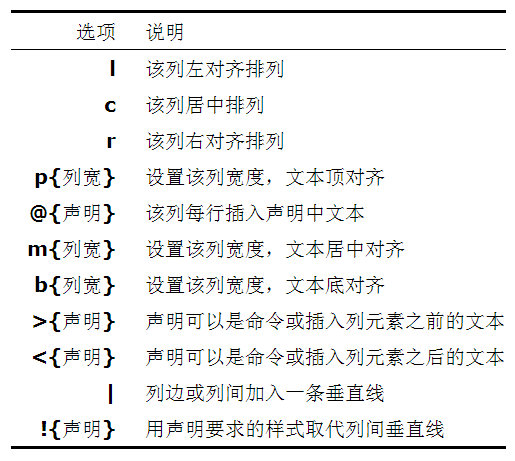 选项 说明
l 该列左对齐排列
c 该列居中排列
r 该列右对齐排列
p{列宽} 设置该列宽度，文本顶对齐
@{声明} 该列每行插入声明中文本
m{列宽} 设置该列宽度，文本居中对齐
b{列宽} 设置该列宽度，文本底对齐
>{声明} 声明可以是命令或插入列元素之前的文本
<{声明} 声明可以是命令或插入列元素之后的文本
| 列边或列间加入一条垂直线
!{声明} 用声明要求的样式取代列间垂直线